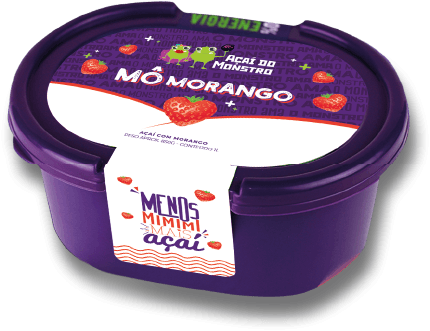 ENERGIA
AÇAÍ DO
MONSTRO
MÔ MORANGO
AÇAÍ COM MORANGO
MENOS
MIMIMI
MAIS
açaí